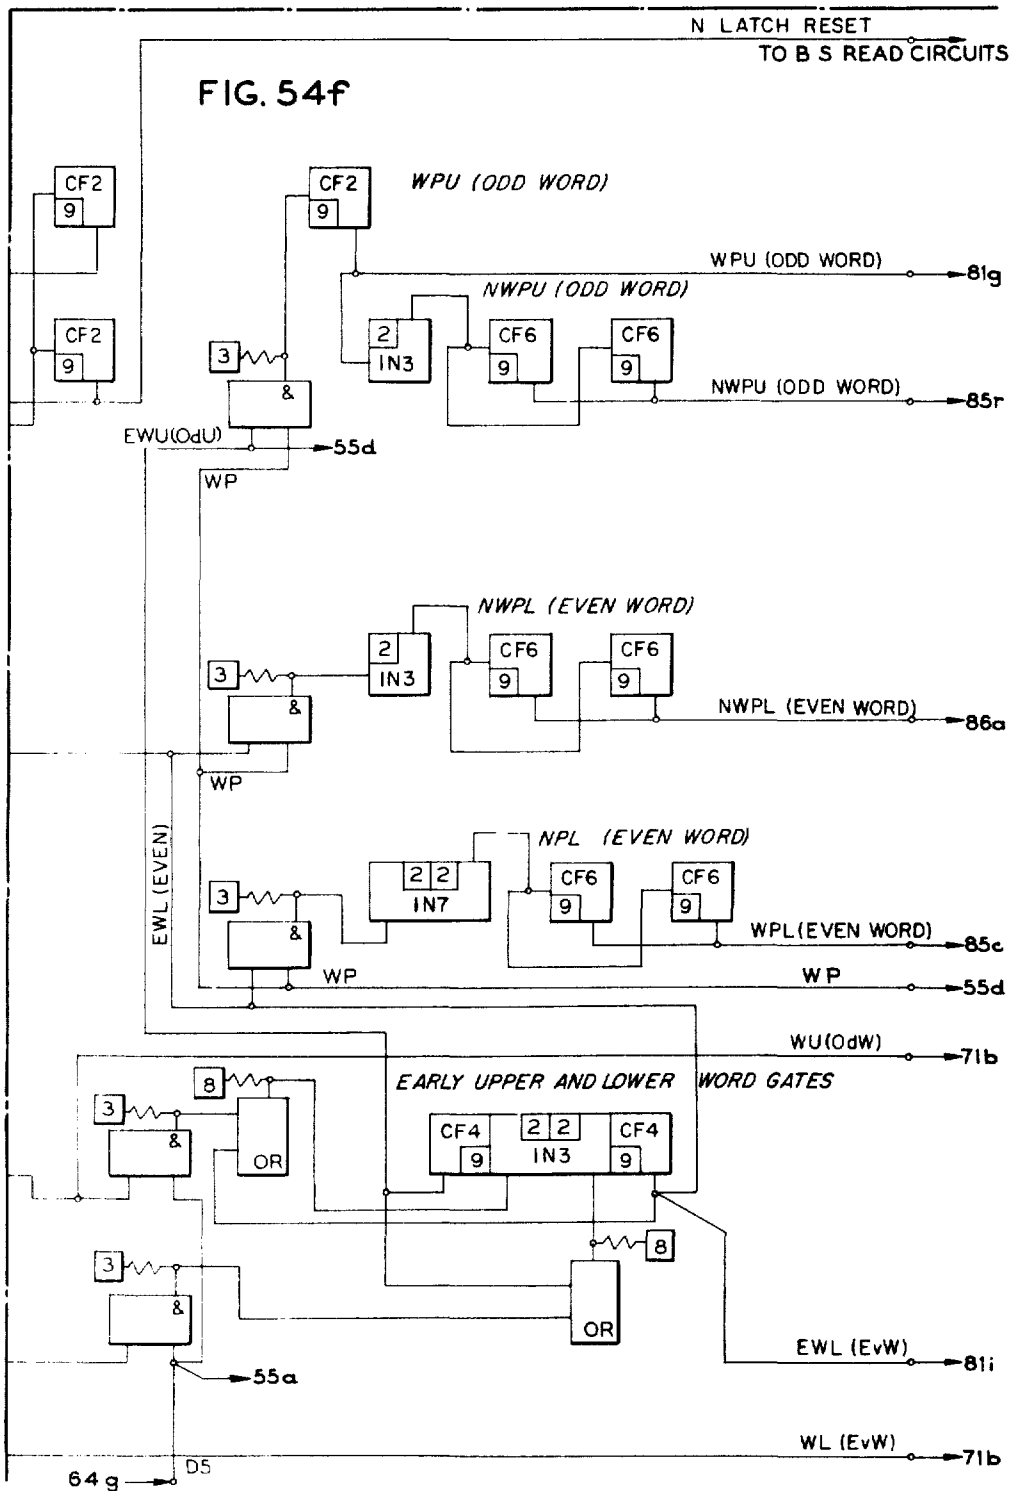 N LATCH RESET
TO B S READ CIRCUITS
FIG. 54f
CF2
9
CF2
9
WPU (ODD WORD)
WPU (ODD WORD)
81g
NWPU (ODD WORD)
CF2
9
2
IN3
CF6
9
CF6
9
3
&
NWPU (ODD WORD)
85r
EWU(OdU)
55d
WP
NWPL (EVEN WORD)
2
IN3
CF6
9
CF6
9
3
&
NWPL (EVEN WORD)
86a
WP
EWL (EVEN)
NPL (EVEN WORD)
2 2
IN7
CF6
9
CF6
9
3
&
WPL (EVEN WORD)
85c
WP
WP
55d
WU(OdW)
71b
8
EARLY UPPER AND LOWER WORD GATES
3
&
OR
CF4
9
2 2
IN3
CF4
9
3
&
8
OR
EWL (EvW)
81i
55a
WL (EvW)
71b
D5
64g